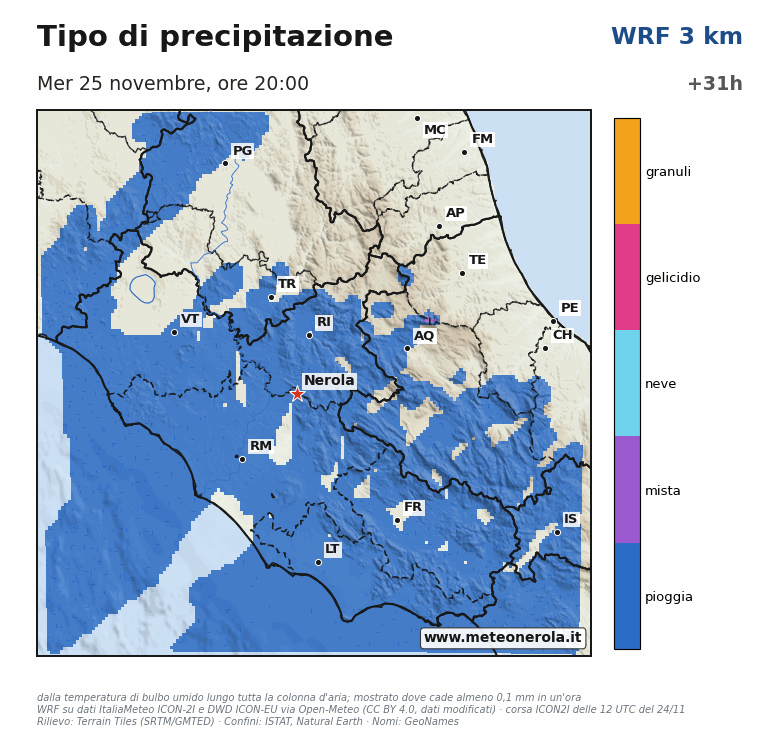 Tipo di precipitazione
WRF 3 km
Mer 25 novembre, ore 20:00
+31h
MC
FM
PG
AP
TE
TR
PE
VT
RI
AQ
CH
Nerola
RM
FR
IS
LT
www.meteonerola.it
granuli
gelicidio
neve
mista
pioggia
dalla temperatura di bulbo umido lungo tutta la colonna d'aria; mostrato dove cade almeno 0,1 mm in un'ora
WRF su dati ItaliaMeteo ICON-2I e DWD ICON-EU via Open-Meteo (CC BY 4.0, dati modificati) · corsa ICON2I delle 12 UTC del 24/11
Rilievo: Terrain Tiles (SRTM/GMTED) · Confini: ISTAT, Natural Earth · Nomi: GeoNames